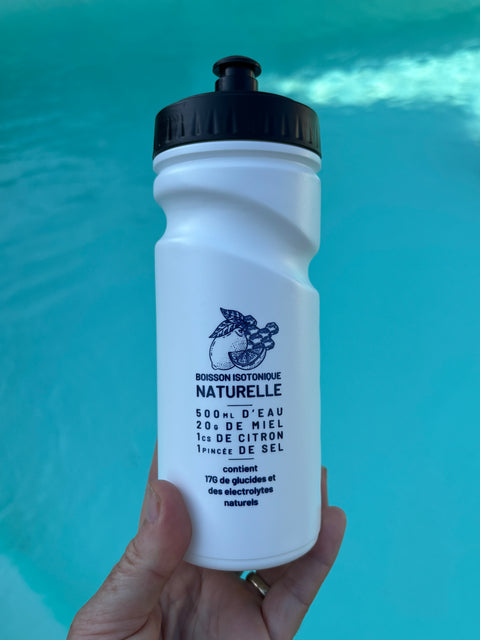 BOISSON ISOTONIQUE
NATURELLE
500ML D'EAU
20G DE MIEL
1CS DE CITRON
1PINCÉE DE SEL
contient
17G de glucides et
des electrolytes
naturels